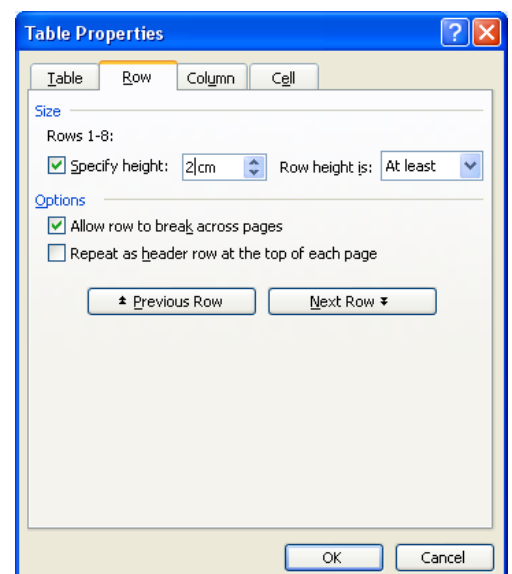 Table Properties
Table Row Column Cell
Size
Rows 1-8:
Specify height: 2 cm Row height is: At least
Options
Allow row to break across pages
Repeat as header row at the top of each page
Previous Row Next Row
OK Cancel